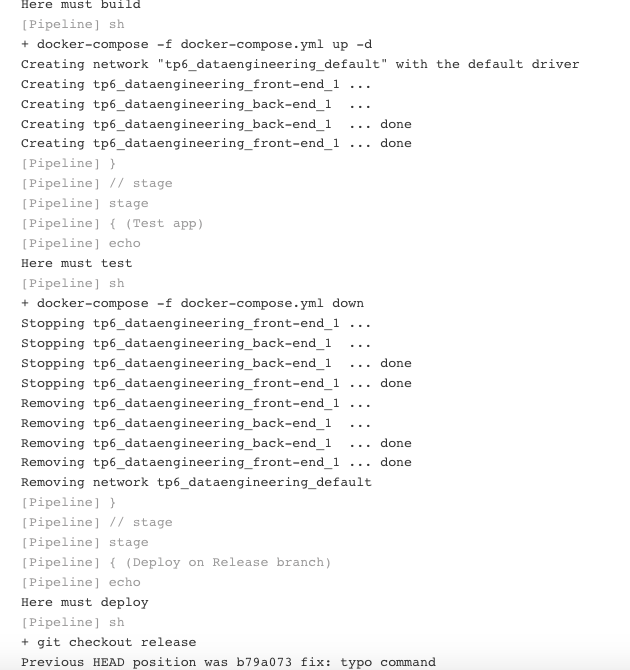 Here must build
[Pipeline] sh
+ docker-compose -f docker-compose.yml up -d
Creating network "tp6_dataengineering_default" with the default driver
Creating tp6_dataengineering_front-end_1 ...
Creating tp6_dataengineering_back-end_1  ...
Creating tp6_dataengineering_back-end_1  ... done
Creating tp6_dataengineering_front-end_1 ... done
[Pipeline] }
[Pipeline] // stage
[Pipeline] stage
[Pipeline] { (Test app)
[Pipeline] echo
Here must test
[Pipeline] sh
+ docker-compose -f docker-compose.yml down
Stopping tp6_dataengineering_front-end_1 ...
Stopping tp6_dataengineering_back-end_1  ...
Stopping tp6_dataengineering_back-end_1  ... done
Stopping tp6_dataengineering_front-end_1 ... done
Removing tp6_dataengineering_front-end_1 ...
Removing tp6_dataengineering_back-end_1  ...
Removing tp6_dataengineering_back-end_1  ... done
Removing tp6_dataengineering_front-end_1 ... done
Removing network tp6_dataengineering_default
[Pipeline] }
[Pipeline] // stage
[Pipeline] stage
[Pipeline] { (Deploy on Release branch)
[Pipeline] echo
Here must deploy
[Pipeline] sh
+ git checkout release
Previous HEAD position was b79a073 fix: typo command